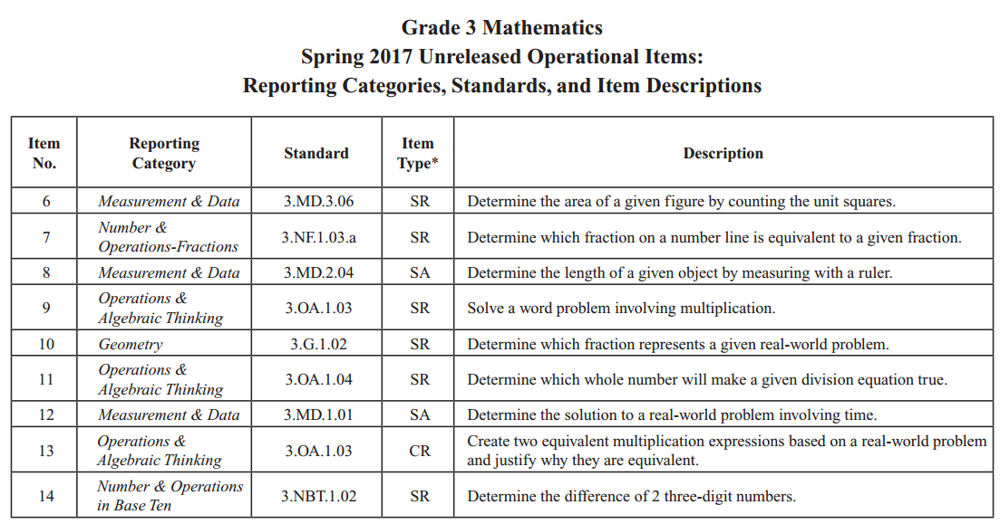 Grade 3 Mathematics
Spring 2017 Unreleased Operational Items:
Reporting Categories, Standards, and Item Descriptions
Item No. Reporting Category Standard Item Type* Description
6 Measurement & Data 3.MD.3.06 SR Determine the area of a given figure by counting the unit squares.
7 Number & Operations-Fractions 3.NF.1.03.a SR Determine which fraction on a number line is equivalent to a given fraction.
8 Measurement & Data 3.MD.2.04 SA Determine the length of a given object by measuring with a ruler.
9 Operations & Algebraic Thinking 3.OA.1.03 SR Solve a word problem involving multiplication.
10 Geometry 3.G.1.02 SR Determine which fraction represents a given real-world problem.
11 Operations & Algebraic Thinking 3.OA.1.04 SR Determine which whole number will make a given division equation true.
12 Measurement & Data 3.MD.1.01 SA Determine the solution to a real-world problem involving time.
13 Operations & Algebraic Thinking 3.OA.1.03 CR Create two equivalent multiplication expressions based on a real-world problem and justify why they are equivalent.
14 Number & Operations in Base Ten 3.NBT.1.02 SR Determine the difference of 2 three-digit numbers.